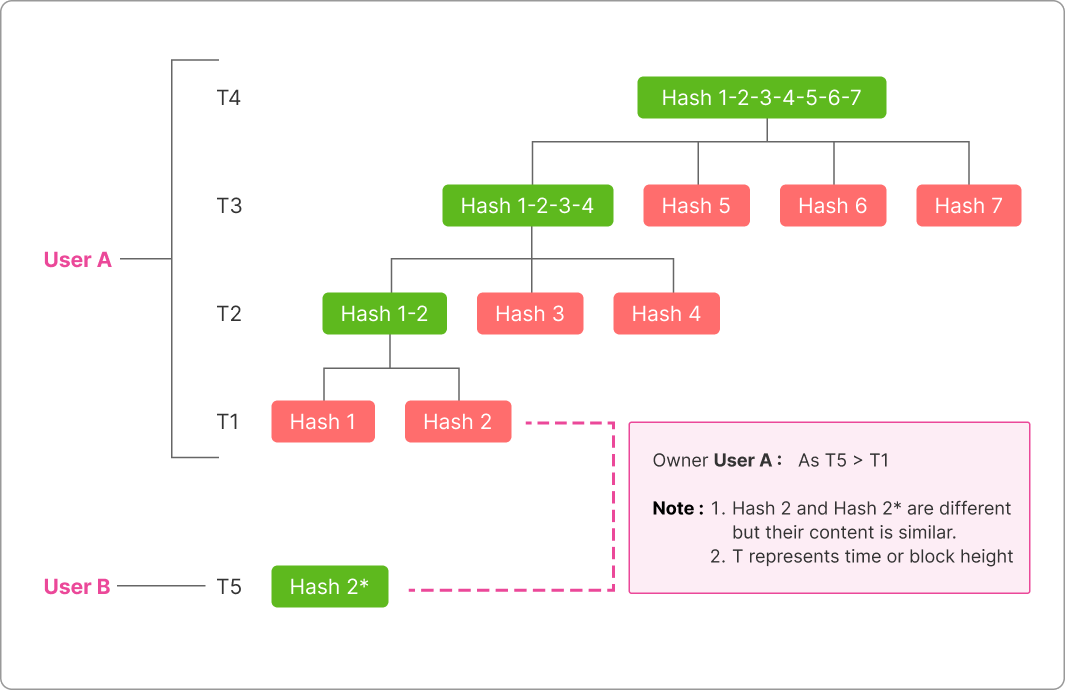 T4
Hash 1-2-3-4-5-6-7
T3
Hash 1-2-3-4
Hash 5
Hash 6
Hash 7
User A
T2
Hash 1-2
Hash 3
Hash 4
T1
Hash 1
Hash 2
Owner User A : As T5 > T1
Note : 1. Hash 2 and Hash 2* are different
but their content is similar.
2. T represents time or block height
User B
T5
Hash 2*